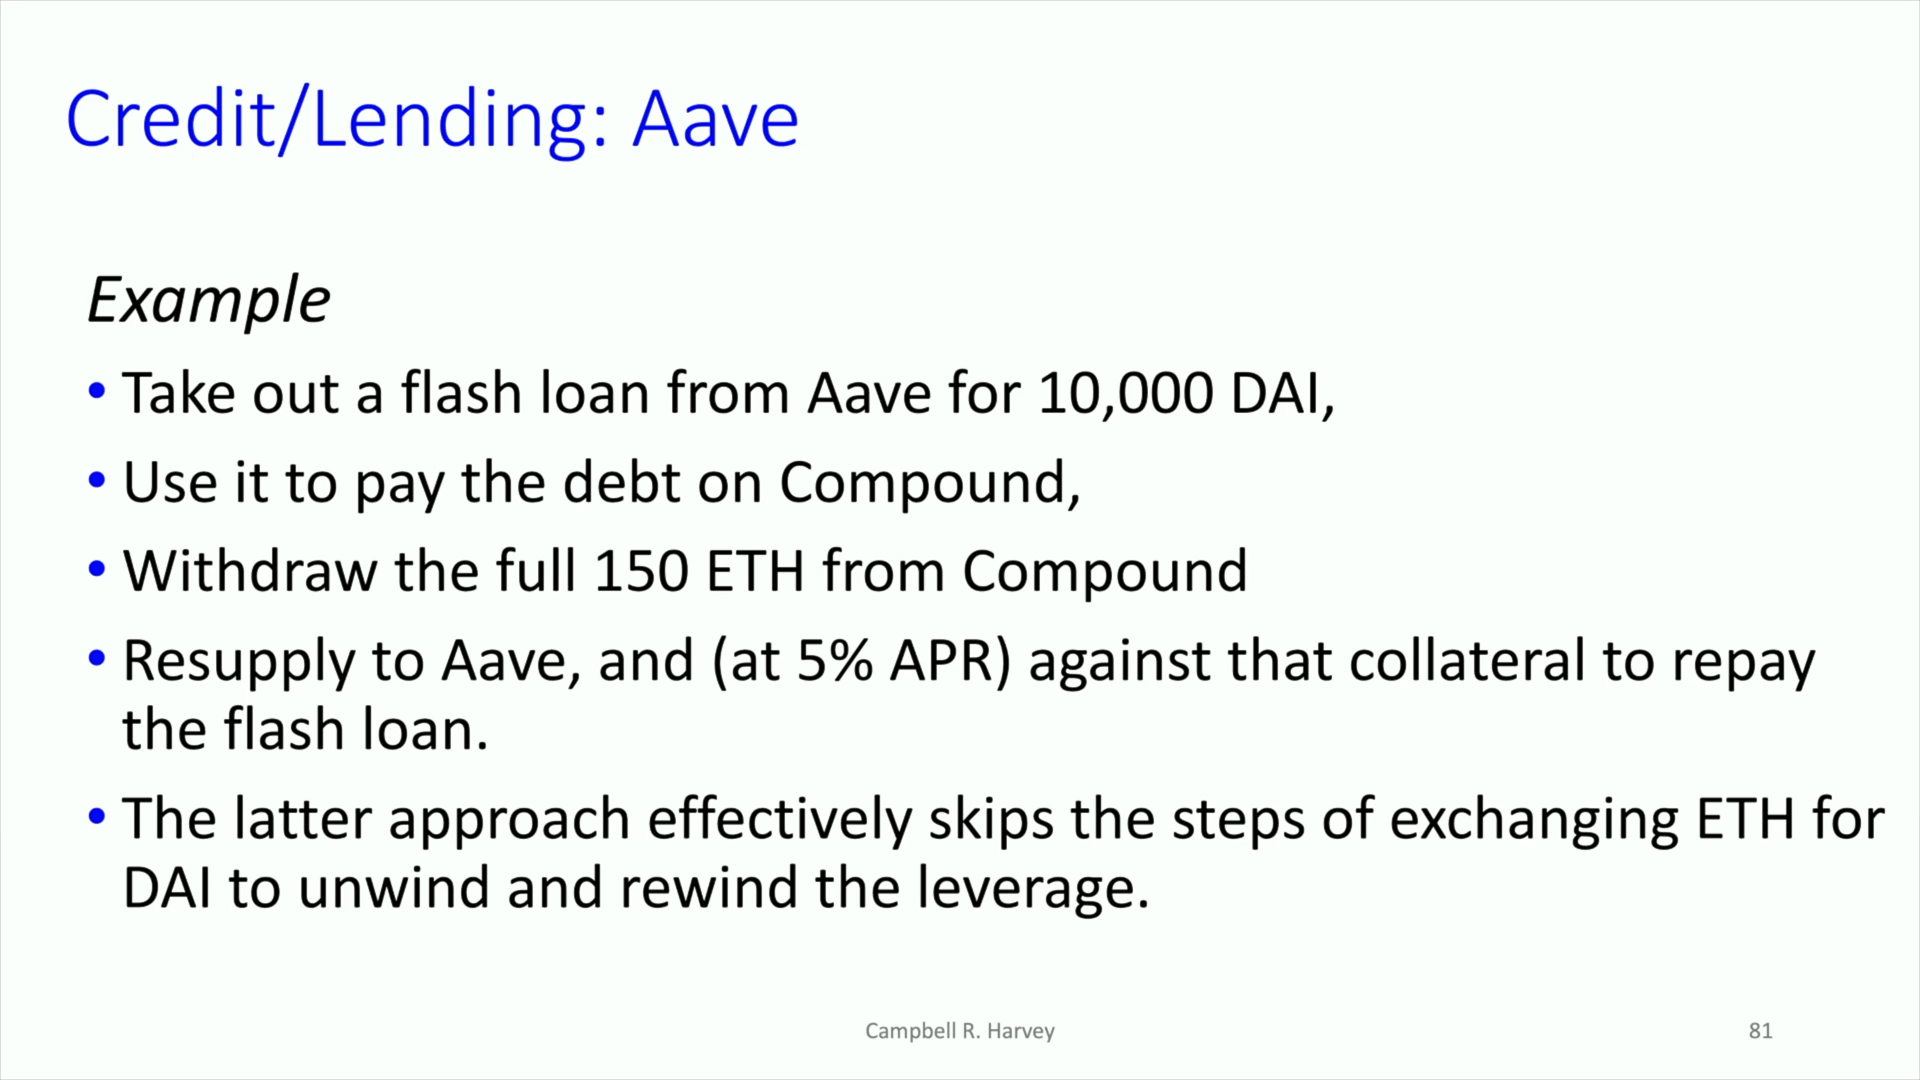 Credit/Lending: Aave
Example
• Take out a flash loan from Aave for 10,000 DAI,
• Use it to pay the debt on Compound,
• Withdraw the full 150 ETH from Compound
• Resupply to Aave, and (at 5% APR) against that collateral to repay
the flash loan.
• The latter approach effectively skips the steps of exchanging ETH for
DAI to unwind and rewind the leverage.
Campbell R. Harvey
81